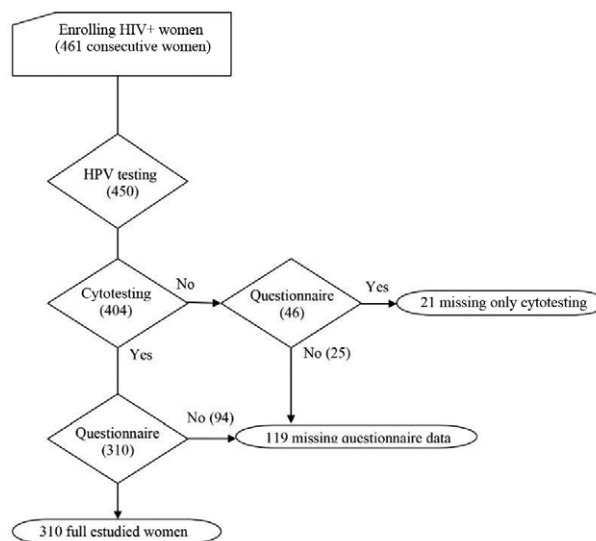 Enrolling HIV+ women
(461 consecutive women)
HPV testing
(450)
Cytotesting
(404)
No
Questionnaire
(46)
Yes
21 missing only cytotesting
Yes
No (25)
Questionnaire
(310)
No (94)
119 missing questionnaire data
310 full estudied women